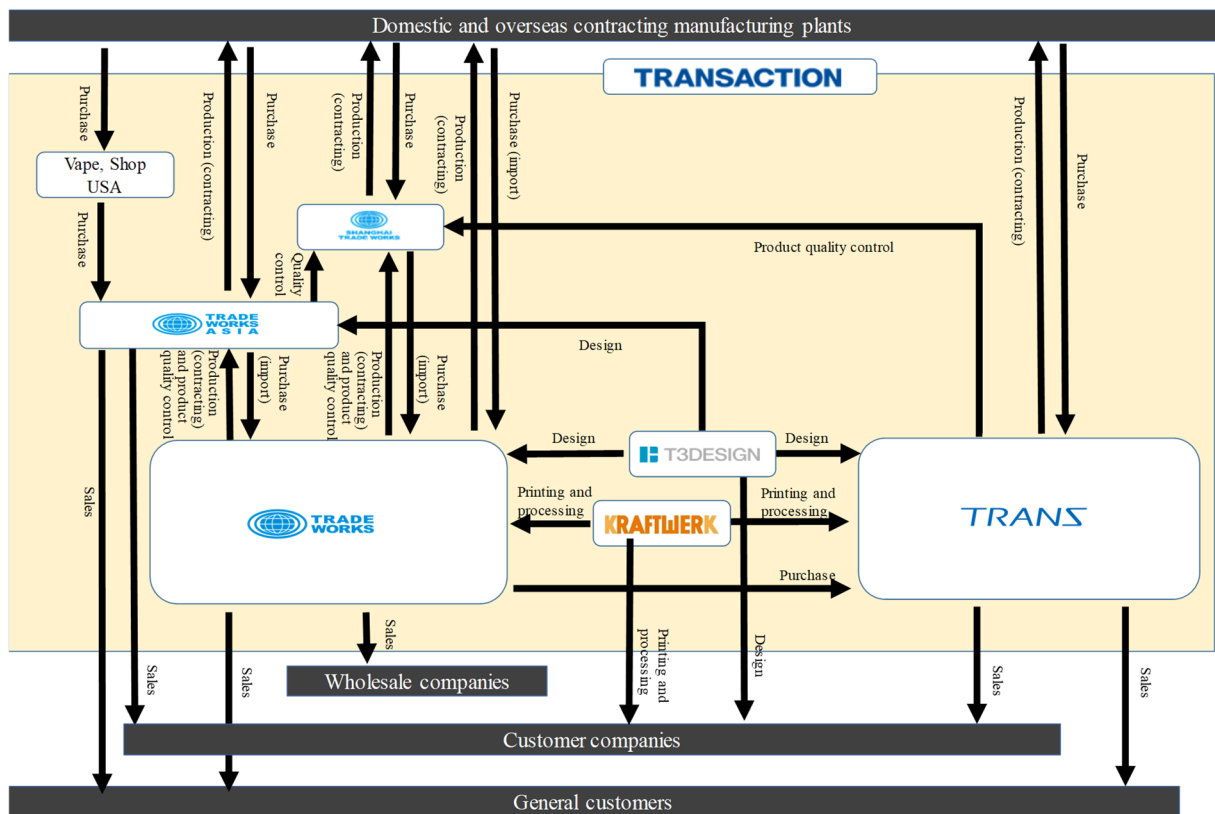 Domestic and overseas contracting manufacturing plants
TRANSACTION
Purchase
Production (contracting)
Purchase
Production
(contracting)
Purchase
Production
(contracting)
Purchase (import)
Production (contracting)
Purchase
Vape, Shop
USA
Purchase
SHANGHAI
TRADE WORKS
Quality
control
Product quality control
TRADE
WORKS
ASIA
Design
Production
(contracting)
and product
quality control
Purchase
(import)
Production
(contracting)
and product
quality control
Purchase
(import)
Design
T3DESIGN
Design
Sales
TRADE
WORKS
Printing and
processing
KRAFTWERK
Printing and
processing
TRANS
Purchase
Sales
Sales
Sales
Printing and
processing
Design
Sales
Sales
Wholesale companies
Customer companies
General customers